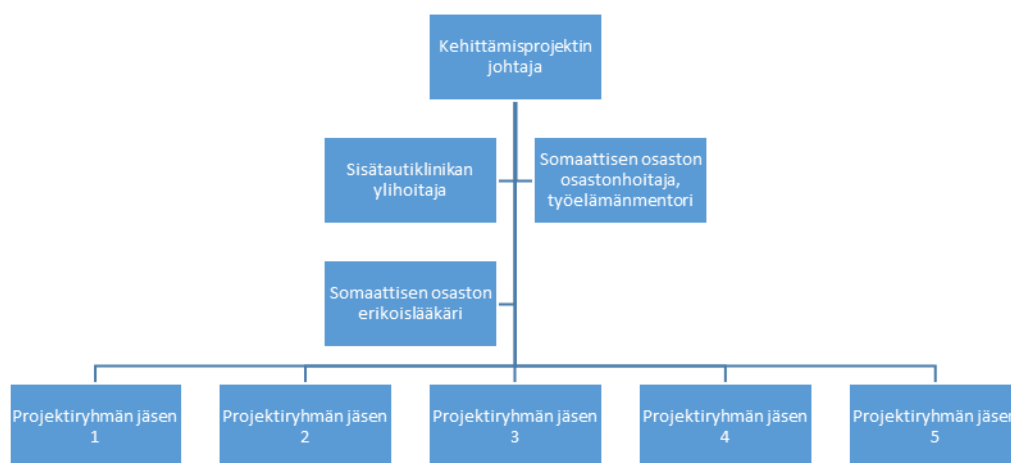 Kehittämisprojektin
johtaja
Sisätautiklinikan
ylihoitaja
Somaattisen osaston
osastonhoitaja,
työelämänmentori
Somaattisen osaston
erikoislääkäri
Projektiryhmän jäsen
1
Projektiryhmän jäsen
2
Projektiryhmän jäsen
3
Projektiryhmän jäsen
4
Projektiryhmän jäsen
5